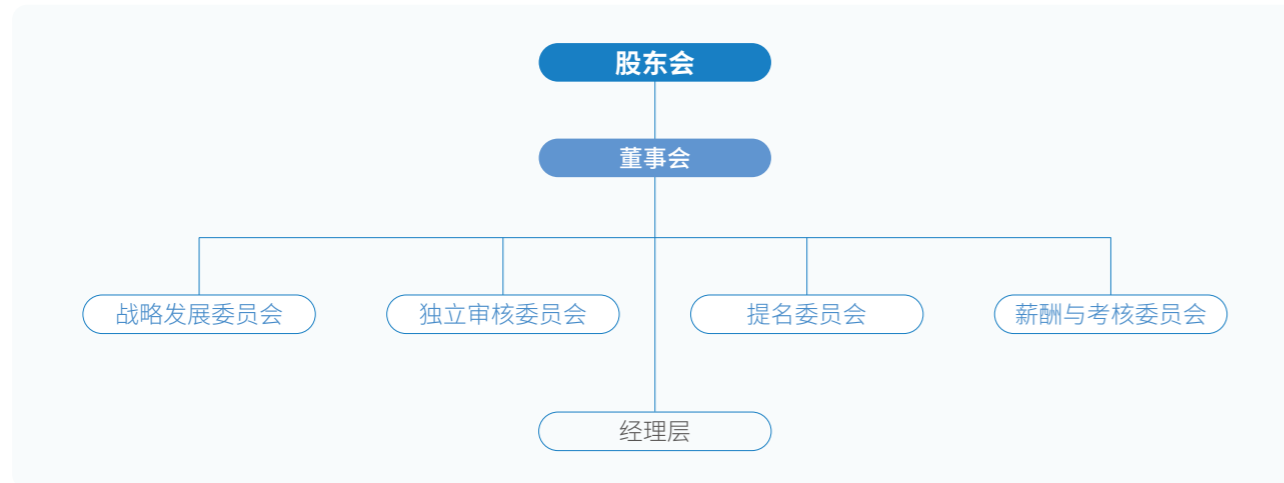 股东会
董事会
战略发展委员会
独立审核委员会
提名委员会
薪酬与考核委员会
经理层